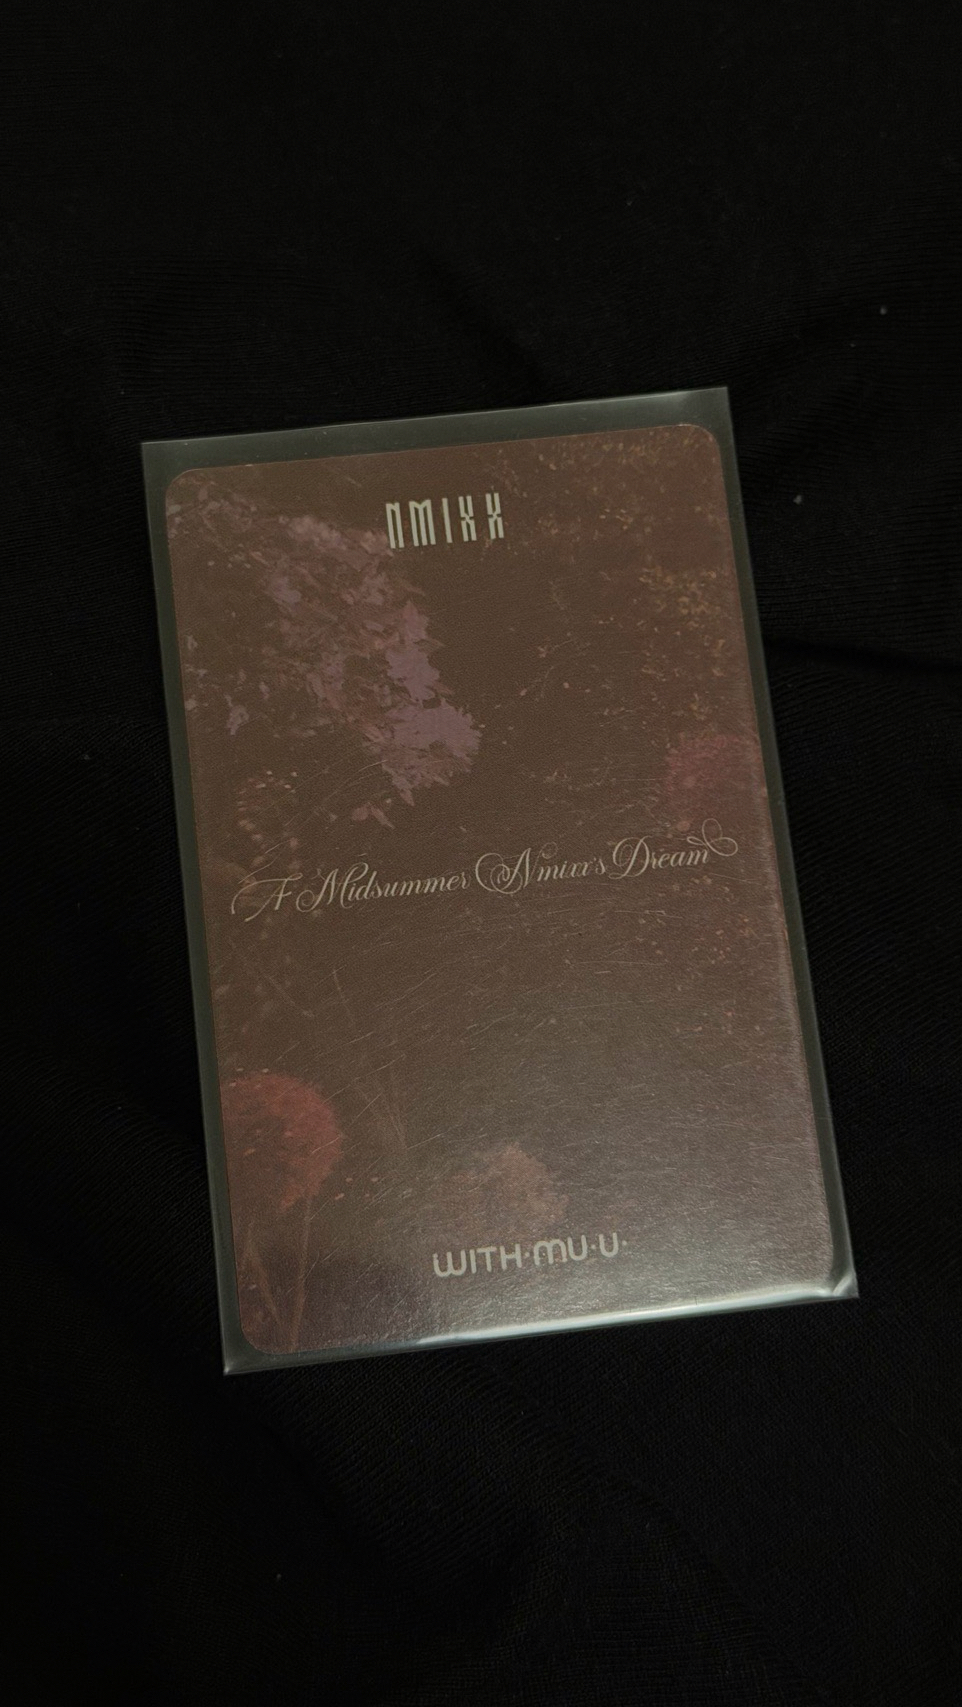 NMIXX
A Midsummer Nmixx's Dream
WITH·MU·U·